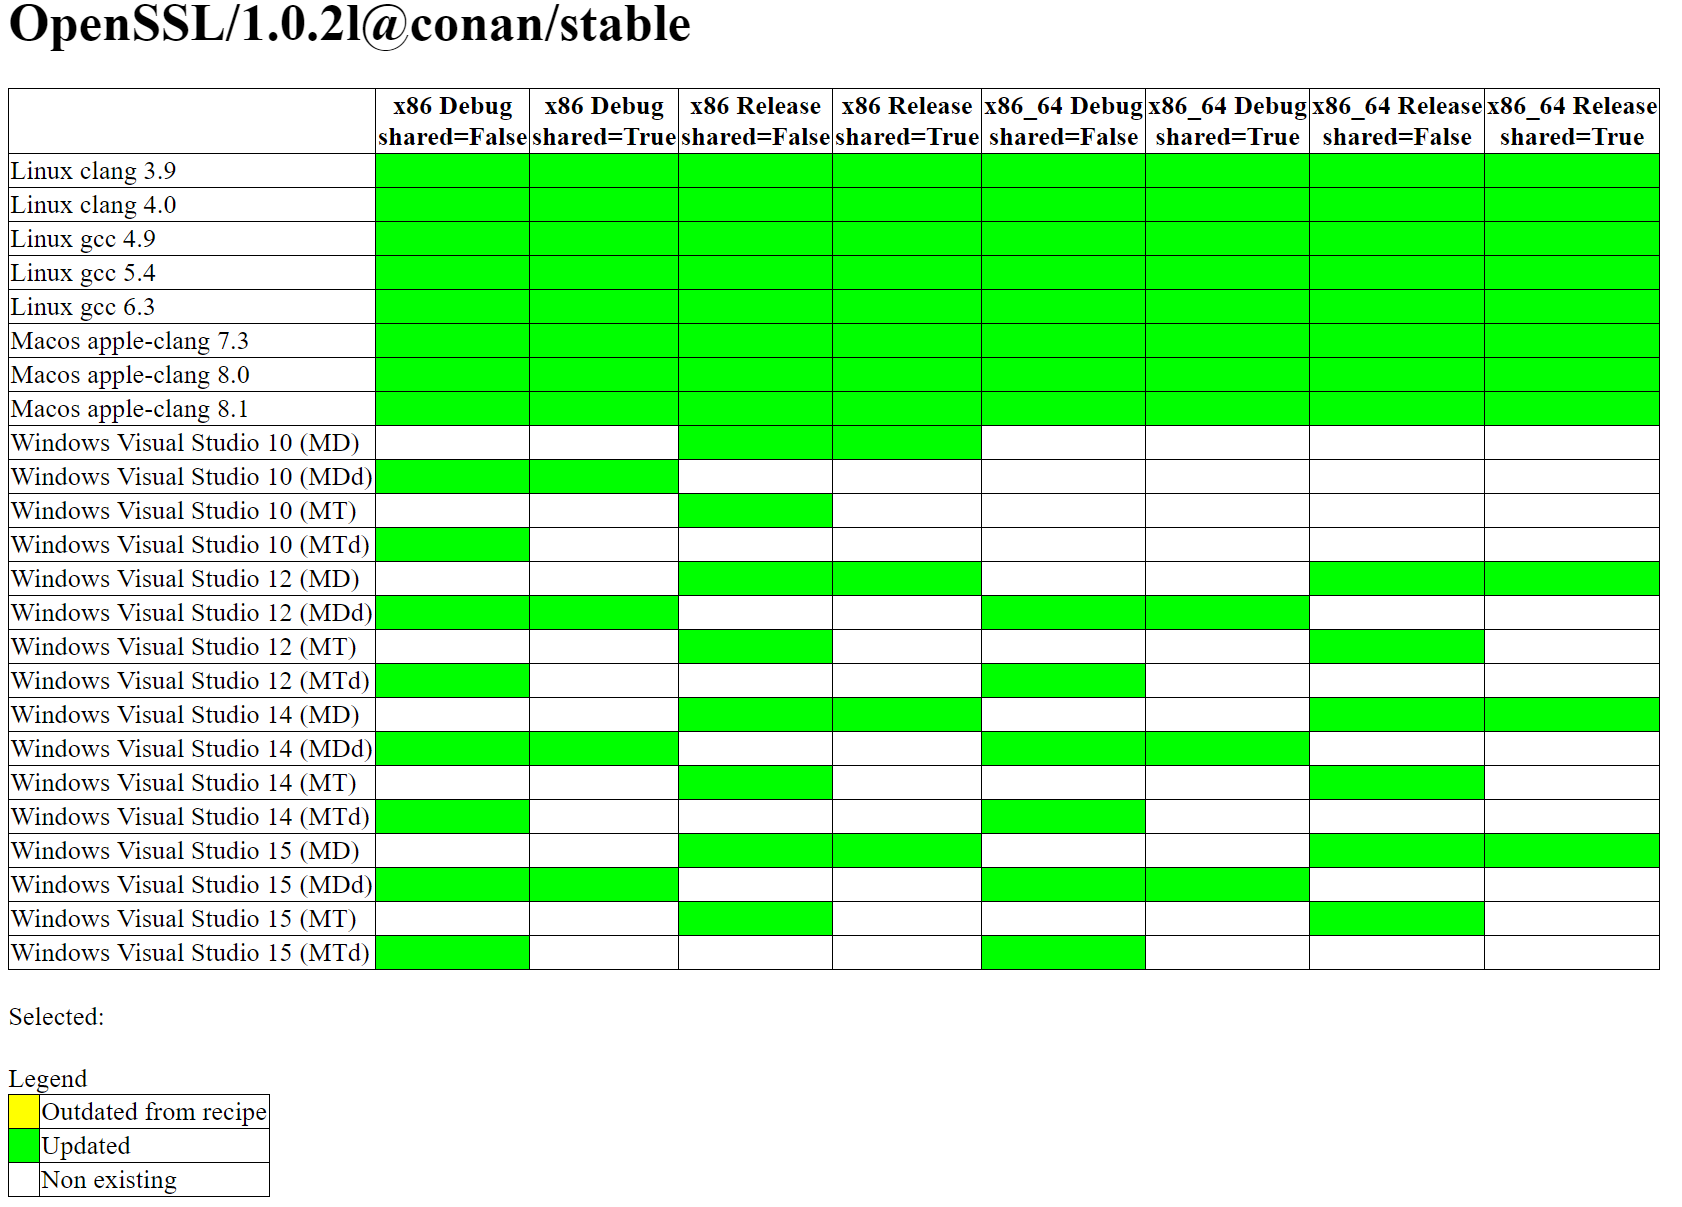 OpenSSL/1.0.2l@conan/stable
x86 Debug shared=False x86 Debug shared=True x86 Release shared=False x86 Release shared=True x86_64 Debug shared=False x86_64 Debug shared=True x86_64 Release shared=False x86_64 Release shared=True
Linux clang 3.9
Linux clang 4.0
Linux gcc 4.9
Linux gcc 5.4
Linux gcc 6.3
Macos apple-clang 7.3
Macos apple-clang 8.0
Macos apple-clang 8.1
Windows Visual Studio 10 (MD)
Windows Visual Studio 10 (MDd)
Windows Visual Studio 10 (MT)
Windows Visual Studio 10 (MTd)
Windows Visual Studio 12 (MD)
Windows Visual Studio 12 (MDd)
Windows Visual Studio 12 (MT)
Windows Visual Studio 12 (MTd)
Windows Visual Studio 14 (MD)
Windows Visual Studio 14 (MDd)
Windows Visual Studio 14 (MT)
Windows Visual Studio 14 (MTd)
Windows Visual Studio 15 (MD)
Windows Visual Studio 15 (MDd)
Windows Visual Studio 15 (MT)
Windows Visual Studio 15 (MTd)
Selected:
Legend
Outdated from recipe
Updated
Non existing